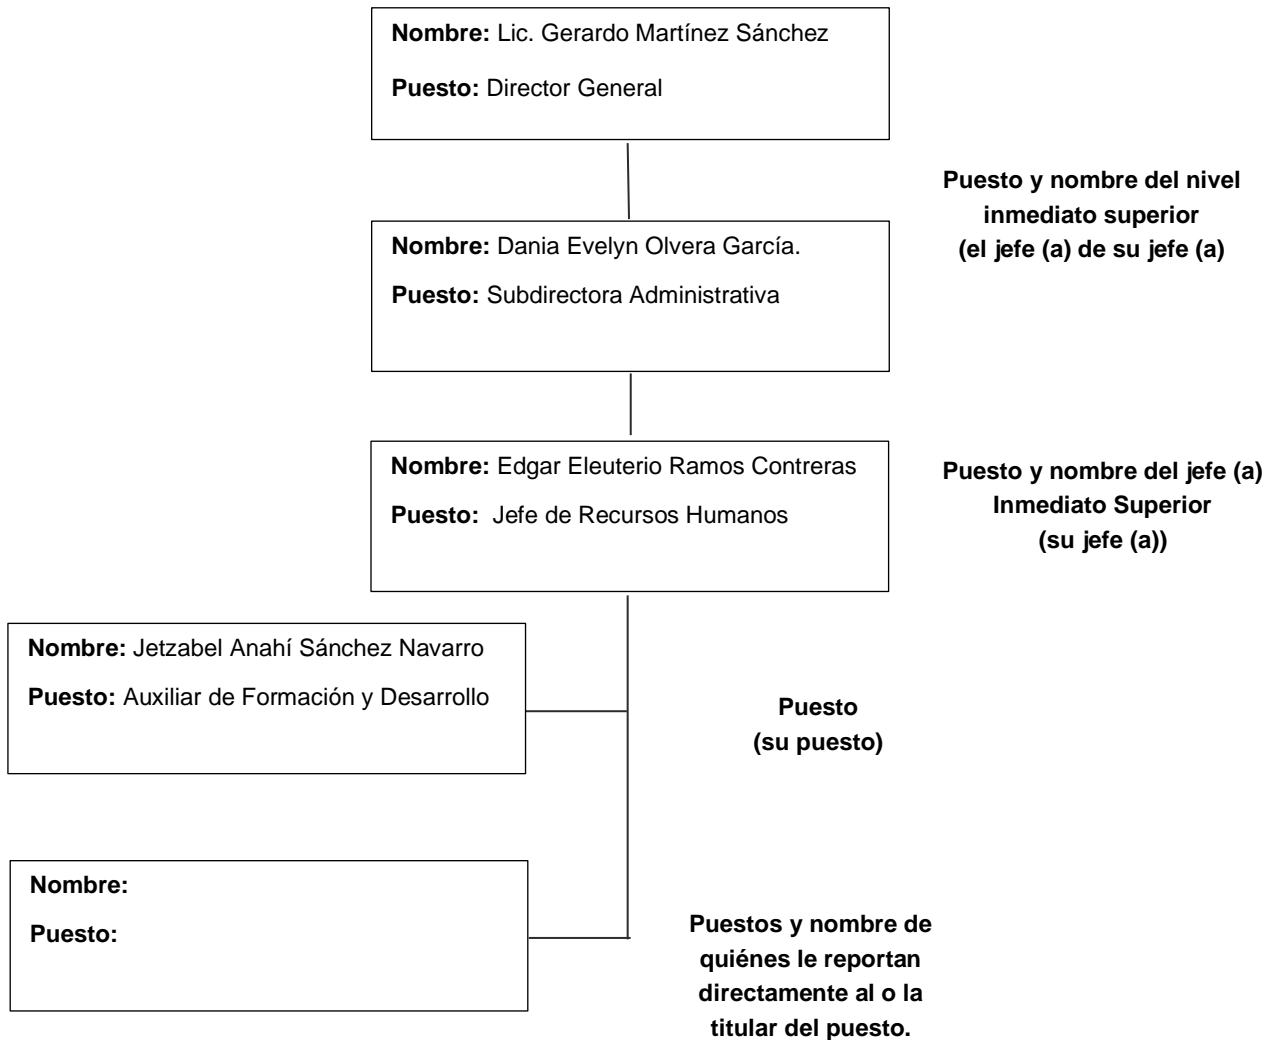 Nombre: Lic. Gerardo Martínez Sánchez
Puesto: Director General
Puesto y nombre del nivel
inmediato superior
(el jefe (a) de su jefe (a)
Nombre: Dania Evelyn Olvera García.
Puesto: Subdirectora Administrativa
Nombre: Edgar Eleuterio Ramos Contreras
Puesto: Jefe de Recursos Humanos
Puesto y nombre del jefe (a)
Inmediato Superior
(su jefe (a))
Nombre: Jetzabel Anahí Sánchez Navarro
Puesto: Auxiliar de Formación y Desarrollo
Puesto
(su puesto)
Nombre:
Puesto:
Puestos y nombre de
quiénes le reportan
directamente al o la
titular del puesto.